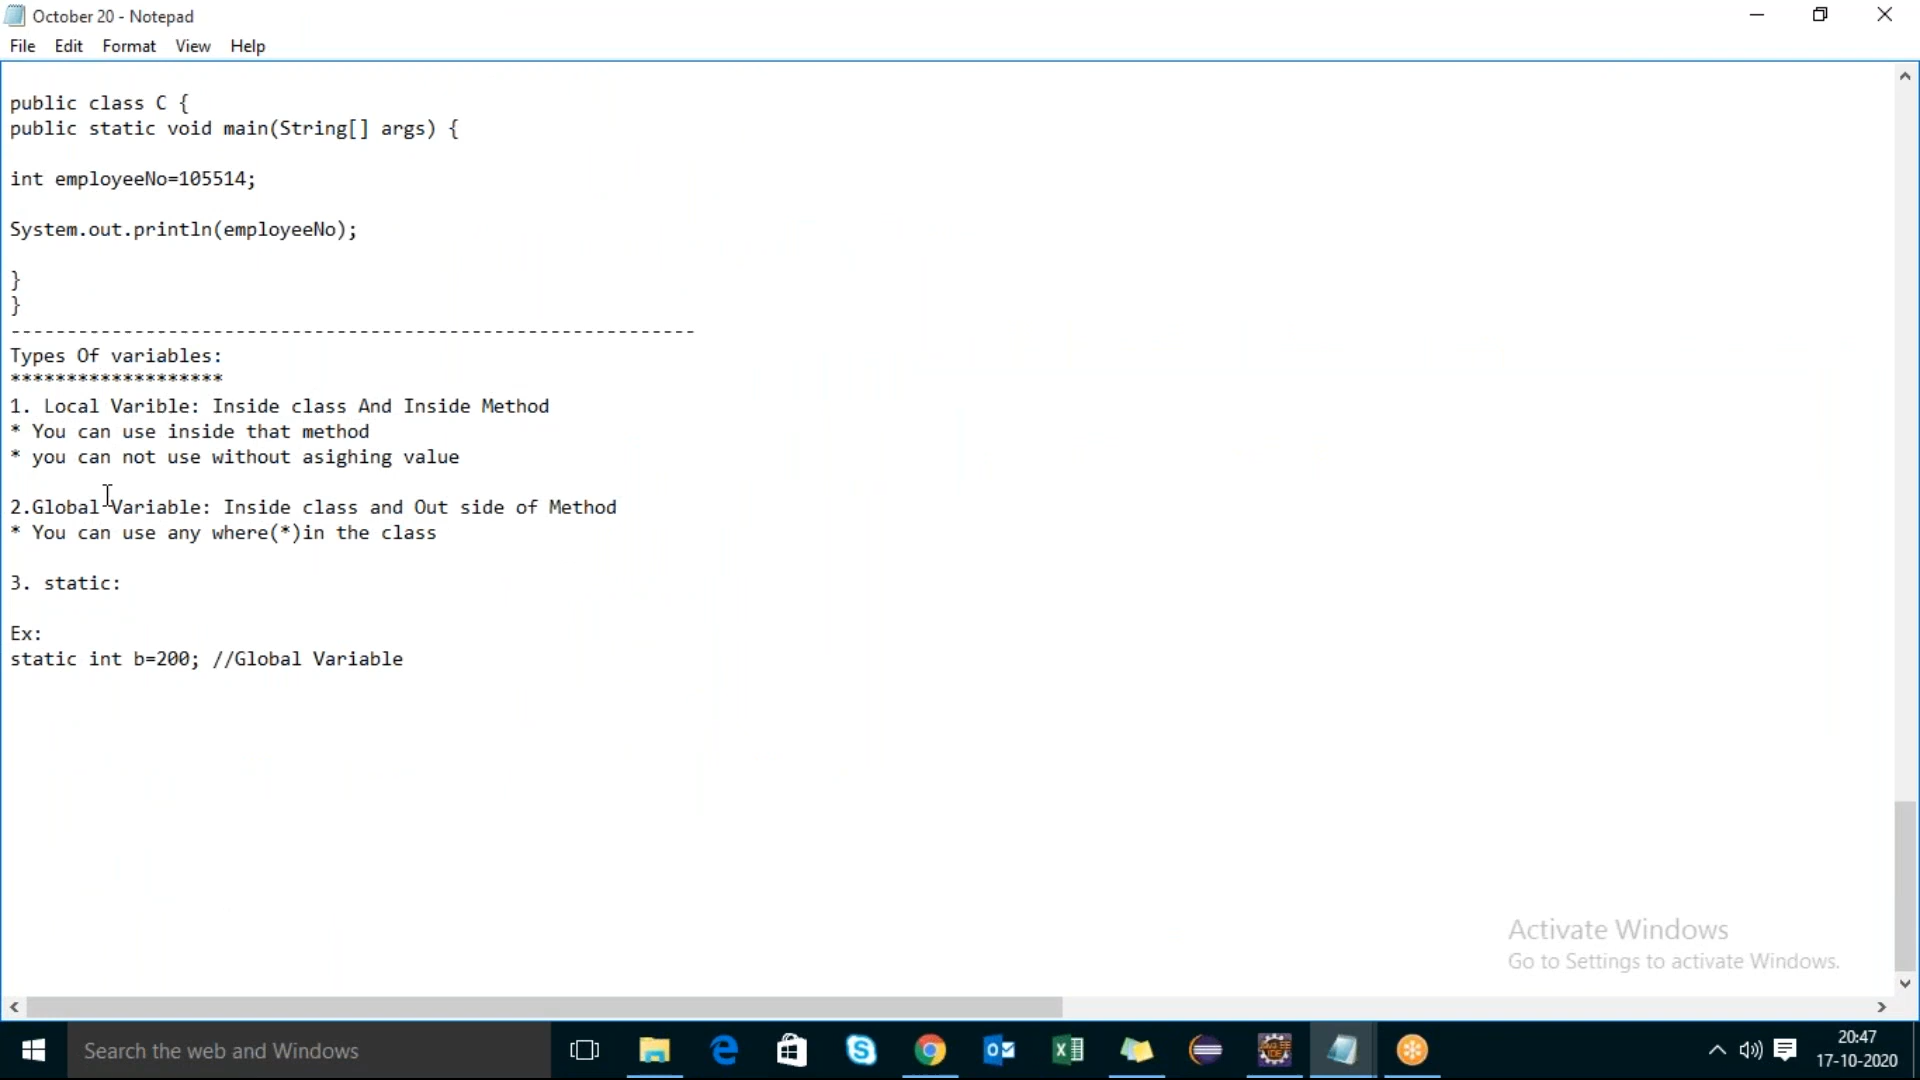 October 20 - Notepad
File Edit Format View Help
public class C {
public static void main(String[] args) {
int employeeNo=105514;
System.out.println(employeeNo);
}
}
-------------------------------------------------------------
Types Of variables:
*******************
1. Local Varible: Inside class And Inside Method
* You can use inside that method
* you can not use without asighing value
2.Global Variable: Inside class and Out side of Method
* You can use any where(*)in the class
3. static:
Ex:
static int b=200; //Global Variable
Activate Windows
Go to Settings to activate Windows.
Search the web and Windows
20:47
17-10-2020